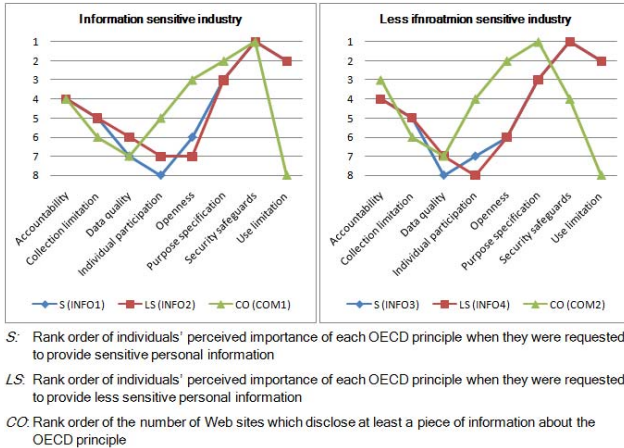 Information sensitive industry
1
2
3
4
5
6
7
8
Accountability
Collection limitation
Data quality
Individual participation
Openness
Purpose specification
Security safeguards
Use limitation
S (INFO1) LS (INFO2) CO (COM1)
Less ifnroatmion sensitive industry
1
2
3
4
5
6
7
8
Accountability
Collection limitation
Data quality
Individual participation
Openness
Purpose specification
Security safeguards
Use limitation
S (INFO3) LS (INFO4) CO (COM2)
S: Rank order of individuals' perceived importance of each OECD principle when they were requested
to provide sensitive personal information
LS: Rank order of individuals' perceived importance of each OECD principle when they were requested
to provide less sensitive personal information
CO: Rank order of the number of Web sites which disclose at least a piece of information about the
OECD principle